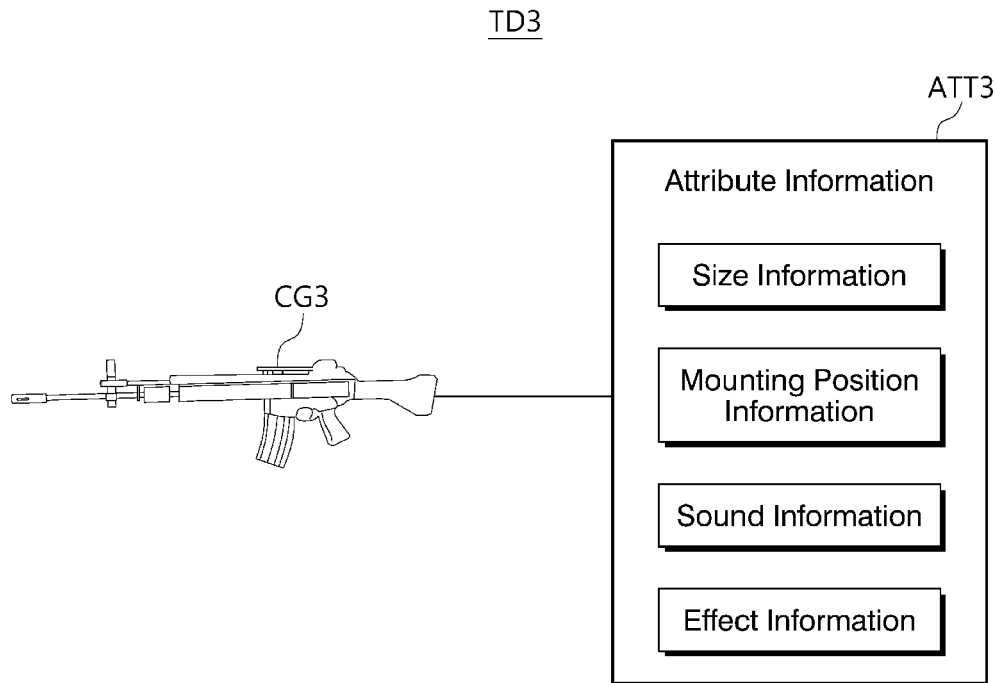 TD3
ATT3
Attribute Information
Size Information
CG3
Mounting Position
Information
Sound Information
Effect Information